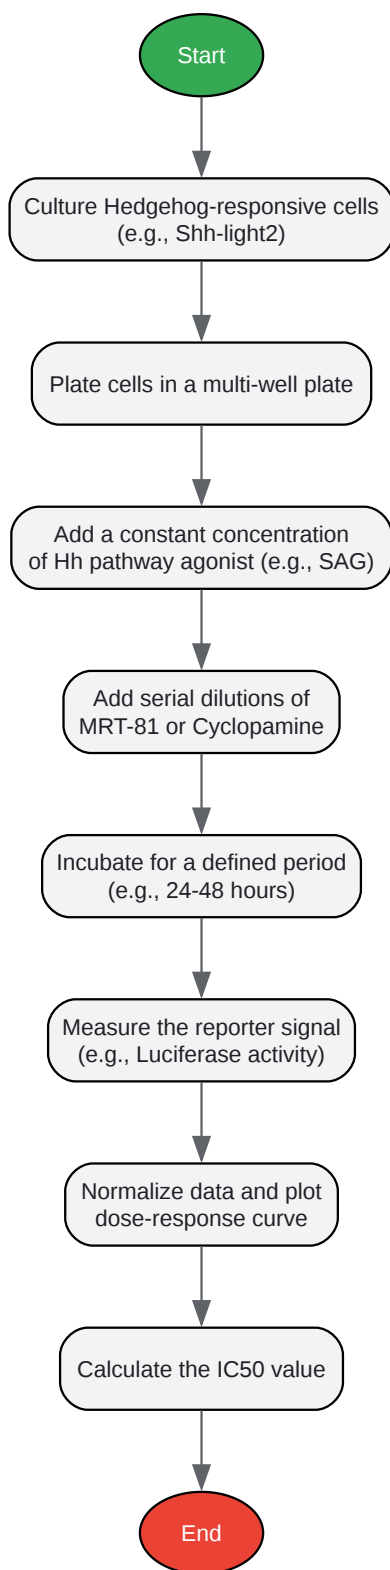 Start
Culture Hedgehog-responsive cells
(e.g., Shh-light2)
Plate cells in a multi-well plate
Add a constant concentration
of Hh pathway agonist (e.g., SAG)
Add serial dilutions of
MRT-81 or Cyclopamine
Incubate for a defined period
(e.g., 24-48 hours)
Measure the reporter signal
(e.g., Luciferase activity)
Normalize data and plot
dose-response curve
Calculate the IC50 value
End